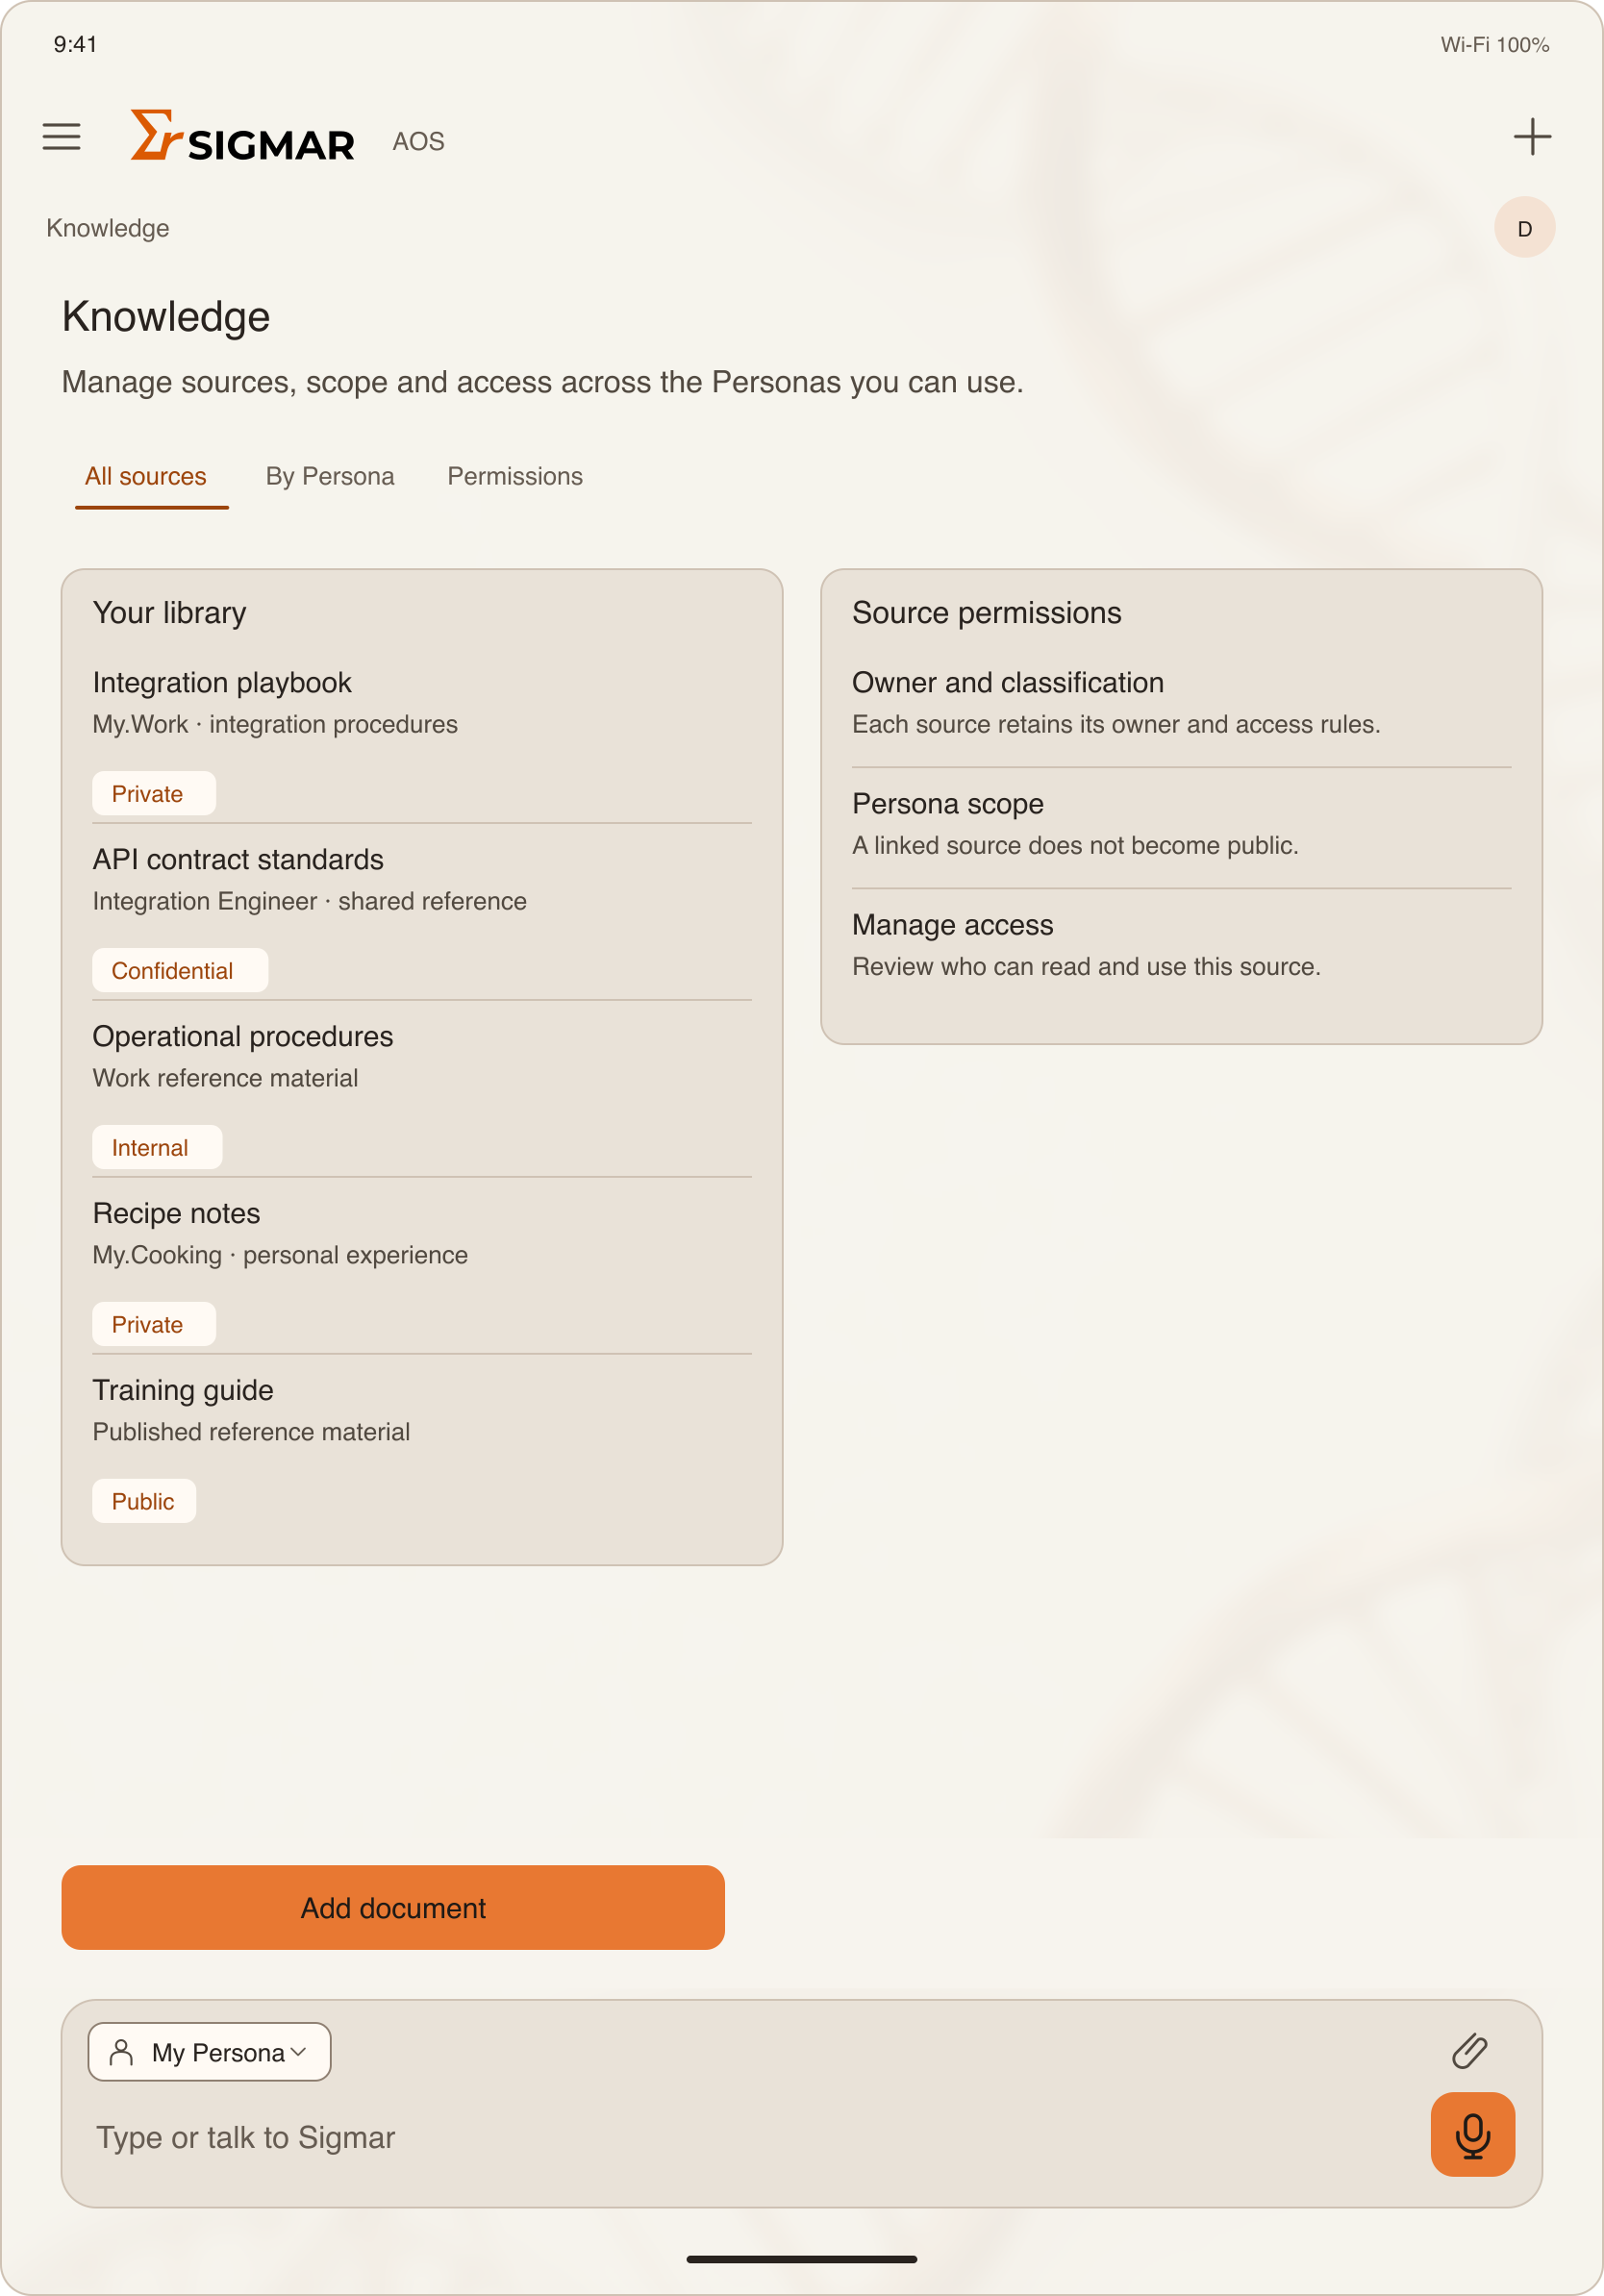 9:41
Wi-Fi 100%
Σr SIGMAR AOS
Knowledge
D
Knowledge
Manage sources, scope and access across the Personas you can use.
All sources
By Persona
Permissions
Your library
Integration playbook
My.Work · integration procedures
Private
API contract standards
Integration Engineer · shared reference
Confidential
Operational procedures
Work reference material
Internal
Recipe notes
My.Cooking · personal experience
Private
Training guide
Published reference material
Public
Source permissions
Owner and classification
Each source retains its owner and access rules.
Persona scope
A linked source does not become public.
Manage access
Review who can read and use this source.
Add document
My Persona
Type or talk to Sigmar